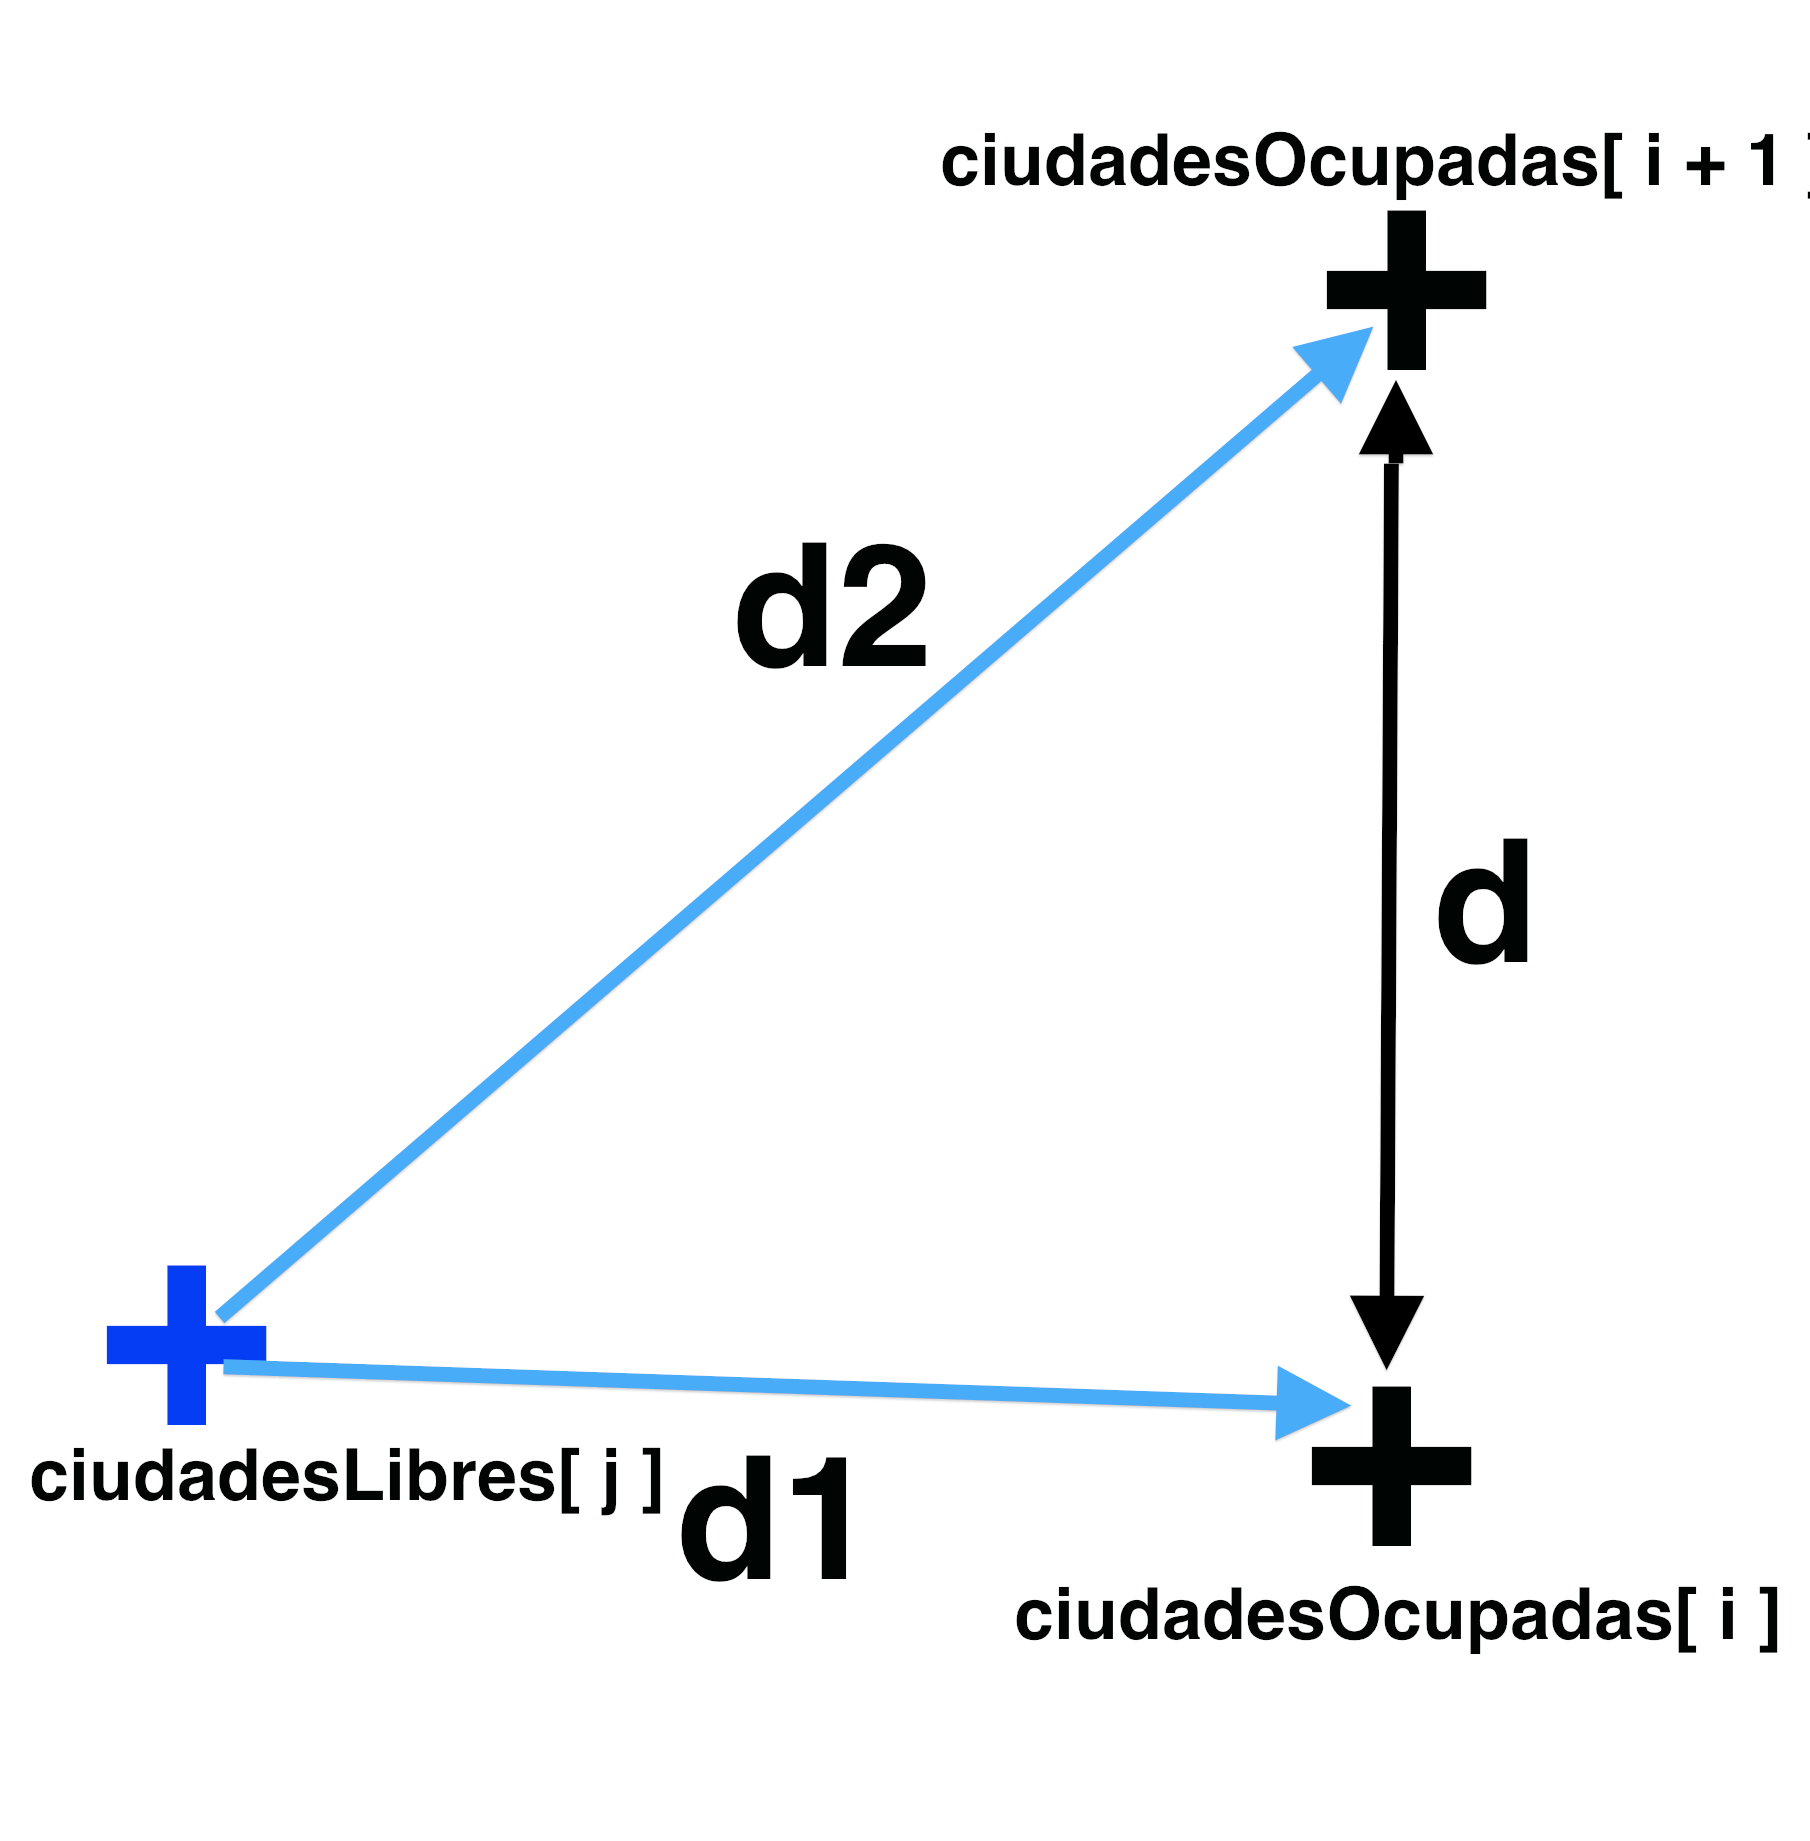 ciudadesOcupadas[ i + 1 ]
d2
d
ciudadesLibres[ j ]
d1
ciudadesOcupadas[ i ]